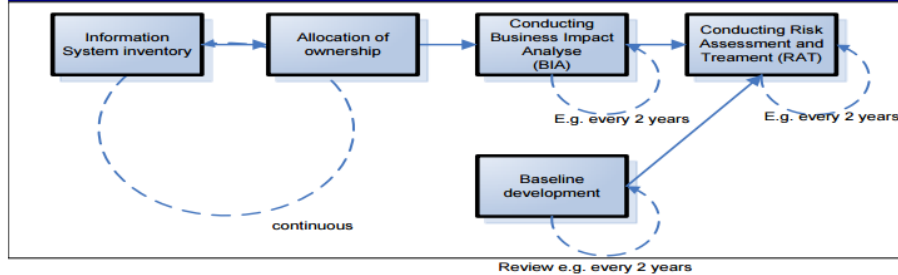 Information
System inventory
Allocation of
ownership
Conducting
Business Impact
Analyse
(BIA)
Conducting Risk
Assessment and
Treament (RAT)
E.g. every 2 years
E.g. every 2 years
Baseline
development
continuous
Review e.g. every 2 years